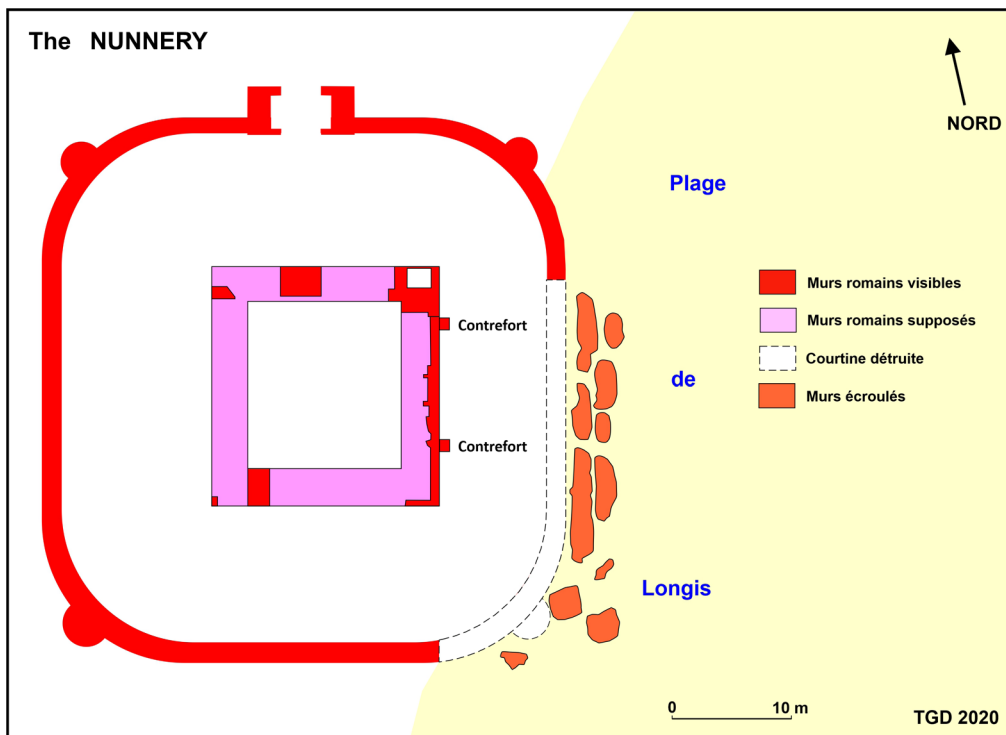 The NUNNERY
NORD
Plage
Murs romains visibles
Contrefort
Murs romains supposés
Courtine détruite
de
Murs écroulés
Contrefort
Longis
0 10 m
TGD 2020